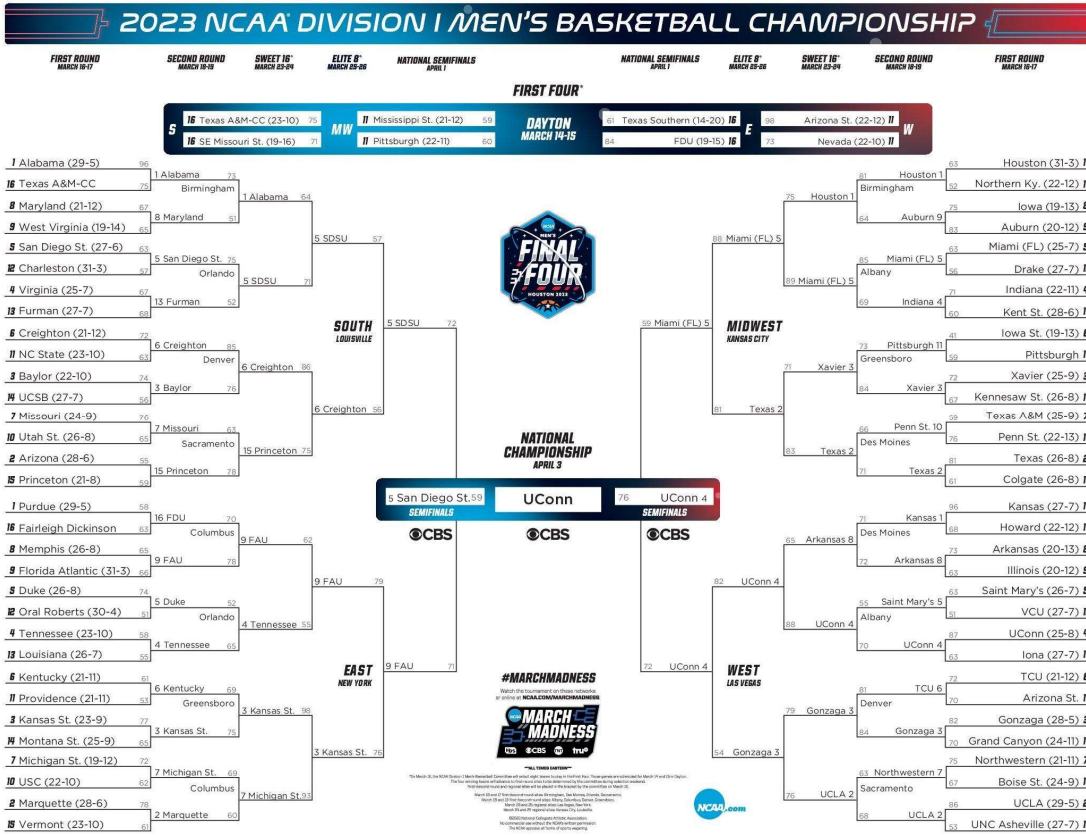 2023 NCAA DIVISION I MEN'S BASKETBALL CHAMPIONSHIP
FIRST ROUND MARCH 16-17
SECOND ROUND MARCH 18-19
SWEET 16® MARCH 23-24
ELITE 8® MARCH 25-26
NATIONAL SEMIFINALS APRIL 1
NATIONAL SEMIFINALS APRIL 1
ELITE 8® MARCH 25-26
SWEET 16® MARCH 23-24
SECOND ROUND MARCH 18-19
FIRST ROUND MARCH 16-17
FIRST FOUR®
S
16 Texas A&M-CC (23-10) 75
16 SE Missouri St. (19-16) 71
MW
11 Mississippi St. (21-12) 59
11 Pittsburgh (22-11) 60
DAYTON
MARCH 14-15
61 Texas Southern (14-20) 16
84 FDU (19-15) 16
E
98 Arizona St. (22-12) 11
73 Nevada (22-10) 11
W
1 Alabama (29-5) 96
16 Texas A&M-CC 75
8 Maryland (21-12) 67
9 West Virginia (19-14) 65
5 San Diego St. (27-6) 63
12 Charleston (31-3) 57
4 Virginia (25-7) 67
13 Furman (27-7) 68
6 Creighton (21-12) 72
11 NC State (23-10) 63
3 Baylor (22-10) 74
14 UCSB (27-7) 56
7 Missouri (24-9) 76
10 Utah St. (26-8) 65
2 Arizona (28-6) 55
15 Princeton (21-8) 59
1 Alabama 73
Birmingham
8 Maryland 51
5 San Diego St. 75
Orlando
13 Furman 52
6 Creighton 85
Denver
3 Baylor 76
7 Missouri 63
Sacramento
15 Princeton 78
1 Alabama 64
5 SDSU 71
6 Creighton 86
15 Princeton 75
5 SDSU 57
6 Creighton 56
SOUTH
LOUISVILLE
5 SDSU 72
1 Purdue (29-5) 58
16 Fairleigh Dickinson 63
8 Memphis (26-8) 65
9 Florida Atlantic (31-3) 66
5 Duke (26-8) 74
12 Oral Roberts (30-4) 51
4 Tennessee (23-10) 58
13 Louisiana (26-7) 55
6 Kentucky (21-11) 61
11 Providence (21-11) 53
3 Kansas St. (23-9) 77
14 Montana St. (25-9) 65
7 Michigan St. (19-12) 72
10 USC (22-10) 62
2 Marquette (28-6) 78
15 Vermont (23-10) 61
16 FDU 70
Columbus
9 FAU 78
5 Duke 52
Orlando
4 Tennessee 65
6 Kentucky 69
Greensboro
3 Kansas St. 75
7 Michigan St. 69
Columbus
2 Marquette 60
9 FAU 62
4 Tennessee 55
3 Kansas St. 98
7 Michigan St. 93
9 FAU 79
3 Kansas St. 76
EAST
NEW YORK
9 FAU 71
NCAA
MEN'S
FINAL
FOUR
HOUSTON 2023
NATIONAL
CHAMPIONSHIP
APRIL 3
5 San Diego St. 59
SEMIFINALS
UConn
76 UConn 4
SEMIFINALS
CBS
CBS
CBS
59 Miami (FL) 5
MIDWEST
KANSAS CITY
88 Miami (FL) 5
81 Texas 2
75 Houston 1
89 Miami (FL) 5
71 Xavier 3
83 Texas 2
81 Houston 1
Birmingham
64 Auburn 9
85 Miami (FL) 5
Albany
69 Indiana 4
73 Pittsburgh 11
Greensboro
84 Xavier 3
66 Penn St. 10
Des Moines
71 Texas 2
63 Houston (31-3)
52 Northern Ky. (22-12)
75 Iowa (19-13)
83 Auburn (20-12)
63 Miami (FL) (25-7)
56 Drake (27-7)
71 Indiana (22-11)
60 Kent St. (28-6)
41 Iowa St. (19-13)
59 Pittsburgh
72 Xavier (25-9)
67 Kennesaw St. (26-8)
59 Texas A&M (25-9)
76 Penn St. (22-13)
81 Texas (26-8)
61 Colgate (26-8)
72 UConn 4
WEST
LAS VEGAS
82 UConn 4
54 Gonzaga 3
65 Arkansas 8
88 UConn 4
79 Gonzaga 3
76 UCLA 2
71 Kansas 1
Des Moines
72 Arkansas 8
55 Saint Mary's 5
Albany
70 UConn 4
81 TCU 6
Denver
84 Gonzaga 3
63 Northwestern 7
Sacramento
68 UCLA 2
96 Kansas (27-7)
68 Howard (22-12)
73 Arkansas (20-13)
63 Illinois (20-12)
63 Saint Mary's (26-7)
51 VCU (27-7)
87 UConn (25-8)
63 Iona (27-7)
72 TCU (21-12)
70 Arizona St.
82 Gonzaga (28-5)
70 Grand Canyon (24-11)
75 Northwestern (21-11)
67 Boise St. (24-9)
86 UCLA (29-5)
53 UNC Asheville (27-7)
#MARCHMADNESS
Watch the tournament on these networks
or online at NCAA.COM/MARCHMADNESS
NCAA
MARCH
MADNESS
tbs CBS TNT truTV
***ALL TIMES EASTERN***
NCAA.com